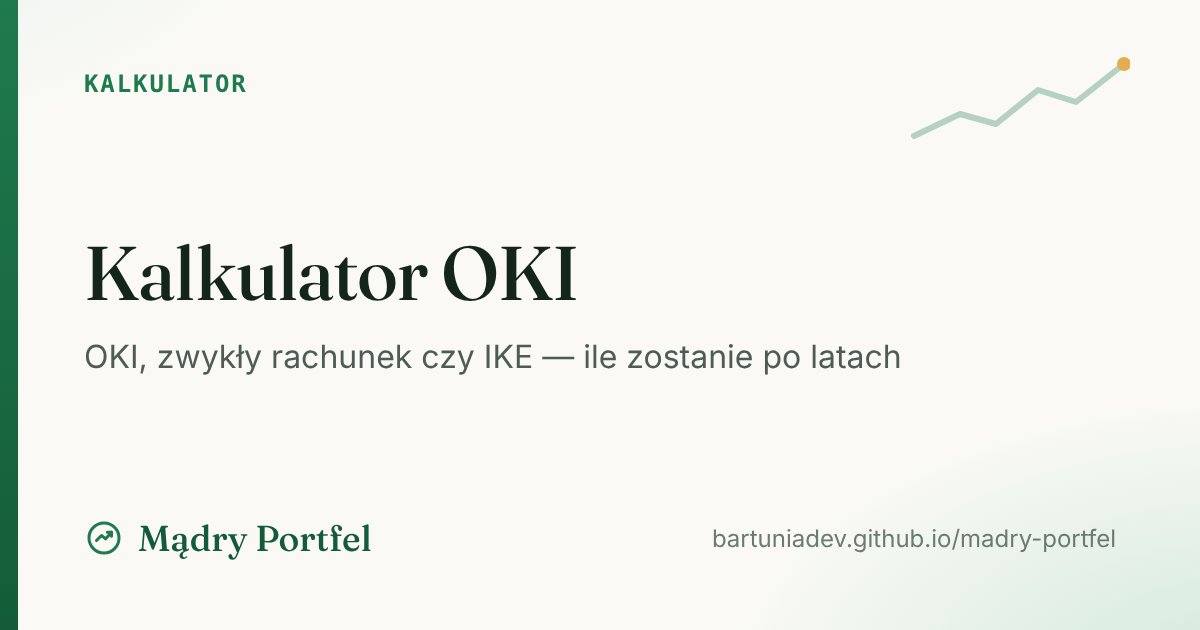 KALKULATOR
Kalkulator OKI
OKI, zwykły rachunek czy IKE — ile zostanie po latach
Mądry Portfel
bartuniadev.github.io/madry-portfel